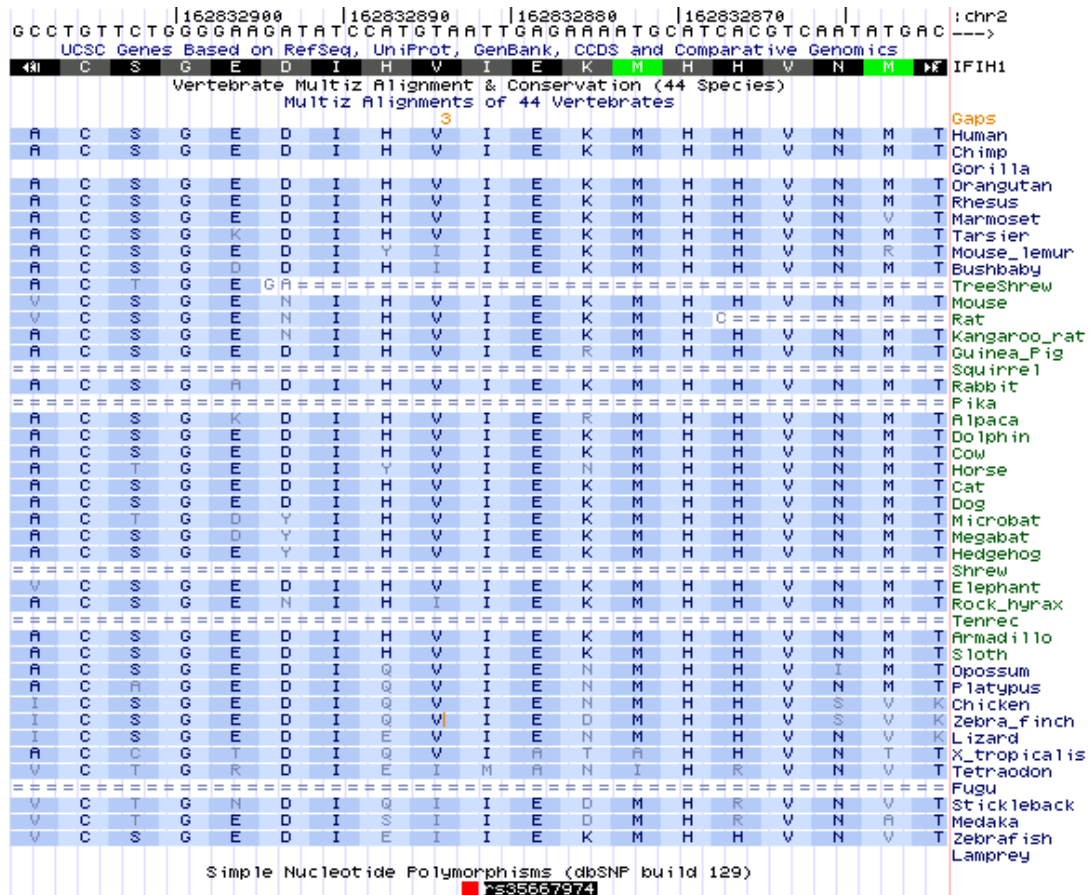 |162832900 |162832890 |162832880 |162832870 | :chr2
GCCTGTTCTGGGGAAGATATCCATGTAATTGAGAAAATGCATCACGTCAATATGAC --->
UCSC Genes Based on RefSeq, UniProt, GenBank, CCDS and Comparative Genomics
C S G E D I H V I E K M H H V N M IFIH1
Vertebrate Multiz Alignment & Conservation (44 Species)
Multiz Alignments of 44 Vertebrates
3 Gaps
A C S G E D I H V I E K M H H V N M T Human
A C S G E D I H V I E K M H H V N M T Chimp
Gorilla
A C S G E D I H V I E K M H H V N M T Orangutan
A C S G E D I H V I E K M H H V N M T Rhesus
A C S G E D I H V I E K M H H V N V T Marmoset
A C S G K D I H V I E K M H H V N M T Tarsier
A C S G E D I Y I I E K M H H V N R T Mouse_lemur
A C S G D D I H I I E K M H H V N M T Bushbaby
A C T G E G A = = = = = = = = = = = = = = = = = = = = = = = = = = = = = = = = = = = = = = = TreeShrew
V C S G E N I H V I E K M H H V N M T Mouse
V C S G E N I H V I E K M H C = = = = = = = = = = = = = Rat
A C S G E N I H V I E K M H H V N M T Kangaroo_rat
A C S G E D I H V I E R M H H V N M T Guinea_Pig
= = = = = = = = = = = = = = = = = = = = = = = = = = = = = = = = = = = = = = = = = = = = = = = = = = = = = = = = Squirrel
A C S G A D I H V I E K M H H V N M T Rabbit
= = = = = = = = = = = = = = = = = = = = = = = = = = = = = = = = = = = = = = = = = = = = = = = = = = = = = = = = Pika
A C S G K D I H V I E R M H H V N M T Alpaca
A C S G E D I H V I E K M H H V N M T Dolphin
A C S G E D I H V I E K M H H V N M T Cow
A C T G E D I Y V I E N M H H V N M T Horse
A C S G E D I H V I E K M H H V N M T Cat
A C S G E D I H V I E K M H H V N M T Dog
A C T G D Y I H V I E K M H H V N M T Microbat
A C S G D Y I H V I E K M H H V N M T Megabat
A C S G E Y I H V I E K M H H V N M T Hedgehog
= = = = = = = = = = = = = = = = = = = = = = = = = = = = = = = = = = = = = = = = = = = = = = = = = = = = = = = = Shrew
V C S G E D I H V I E K M H H V N M T Elephant
A C S G E N I H I I E K M H H V N M T Rock_hyrax
= = = = = = = = = = = = = = = = = = = = = = = = = = = = = = = = = = = = = = = = = = = = = = = = = = = = = = = = Tenrec
A C S G E D I H V I E K M H H V N M T Armadillo
A C S G E D I H V I E K M H H V N M T Sloth
A C S G E D I Q V I E N M H H V I M T Opossum
A C A G E D I Q V I E N M H H V N M T Platypus
I C S G E D I Q V I E N M H H V S V K Chicken
I C S G E D I Q V I E D M H H V S V K Zebra_finch
I C S G E D I E V I E N M H H V N V K Lizard
A C C G T D I Q V I A T A H H V N T T X_tropicalis
V C T G R D I E I M A N I H R V N V T Tetraodon
= = = = = = = = = = = = = = = = = = = = = = = = = = = = = = = = = = = = = = = = = = = = = = = = = = = = = = = = Fugu
V C T G N D I Q I I E D M H R V N V T Stickleback
V C T G E D I S I I E D M H R V N A T Medaka
V C S G E D I E I I E K M H H V N M T Zebrafish
Lamprey
Simple Nucleotide Polymorphisms (dbSNP build 129)
rs35667974